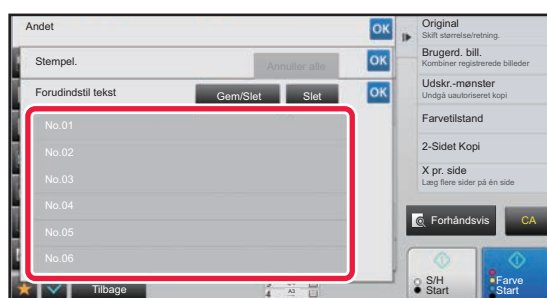 Andet
OK
Stempel.
Annuller alle
OK
Forudindstil tekst
Gem/Slet
Slet
OK
No.01
No.02
No.03
No.04
No.05
No.06
Tilbage
A3
Original
Skift størrelse/retning.
Brugerd. bill.
Kombiner registrerede billeder
Udskr.-mønster
Undgå uautoriseret kopi
Farvetilstand
2-Sidet Kopi
X pr. side
Læg flere sider på én side
Forhåndsvis
CA
S/H
Start
Farve
Start